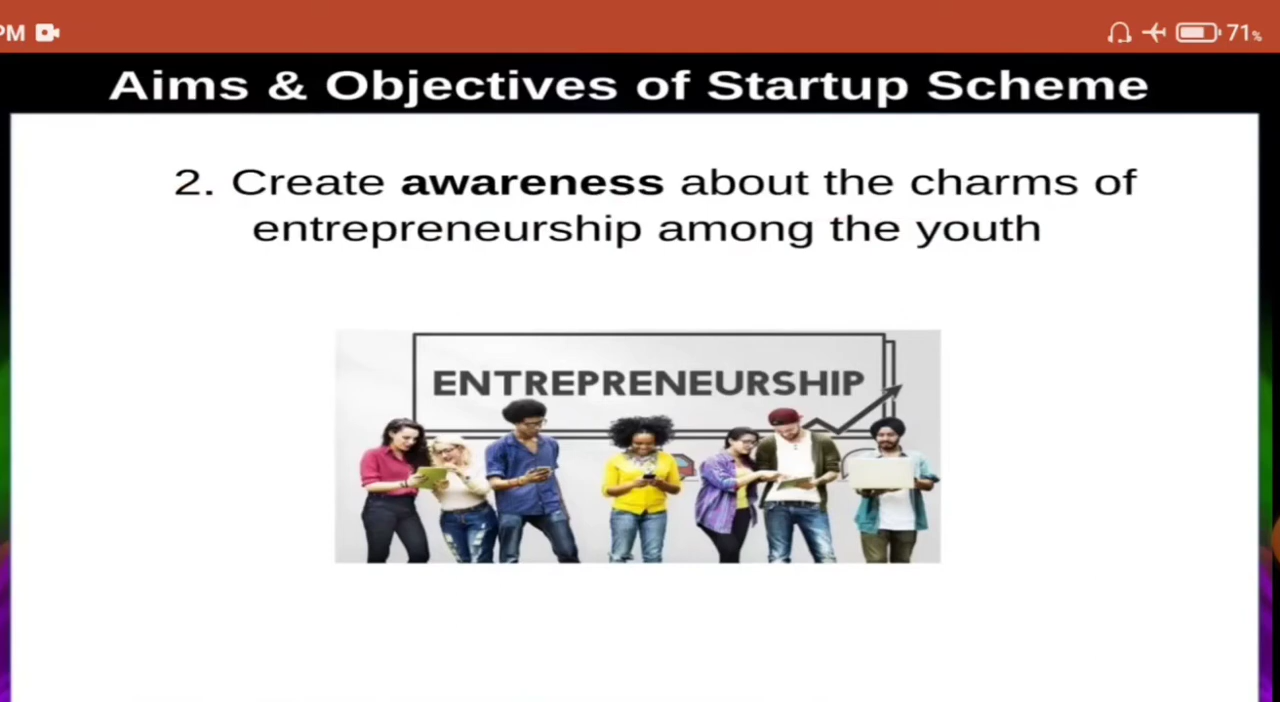 PM
71%
Aims & Objectives of Startup Scheme
2. Create awareness about the charms of
entrepreneurship among the youth
ENTREPRENEURSHIP